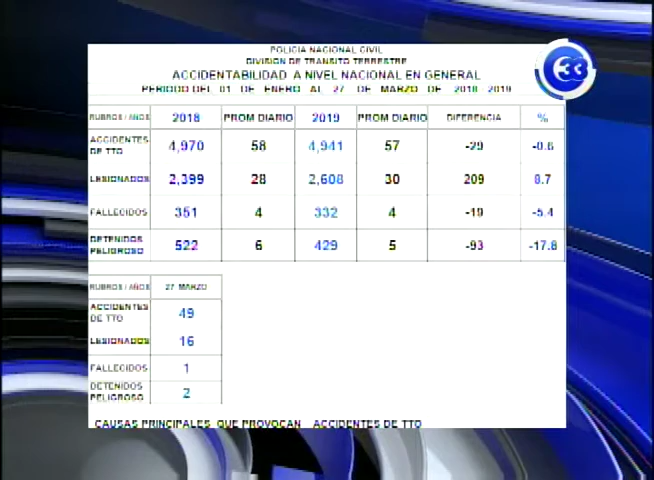 POLICIA NACIONAL CIVIL
DIVISION DE TRANSITO TERRESTRE
ACCIDENTABILIDAD A NIVEL NACIONAL EN GENERAL
PERIODO DEL 01 DE ENERO AL 27 DE MARZO DE 2018 2019
33
RUBROS / AÑOS 2018 PROM DIARIO 2019 PROM DIARIO DIFERENCIA %
ACCIDENTES DE TTO 4,970 58 4,941 57 -29 -0.6
LESIONADOS 2,399 28 2,608 30 209 8.7
FALLECIDOS 351 4 332 4 -19 -5.4
DETENIDOS PELIGROSO 522 6 429 5 -93 -17.8
RUBROS / AÑOS 27 MARZO
ACCIDENTES DE TTO 49
LESIONADOS 16
FALLECIDOS 1
DETENIDOS PELIGROSO 2
CAUSAS PRINCIPALES QUE PROVOCAN ACCIDENTES DE TTO